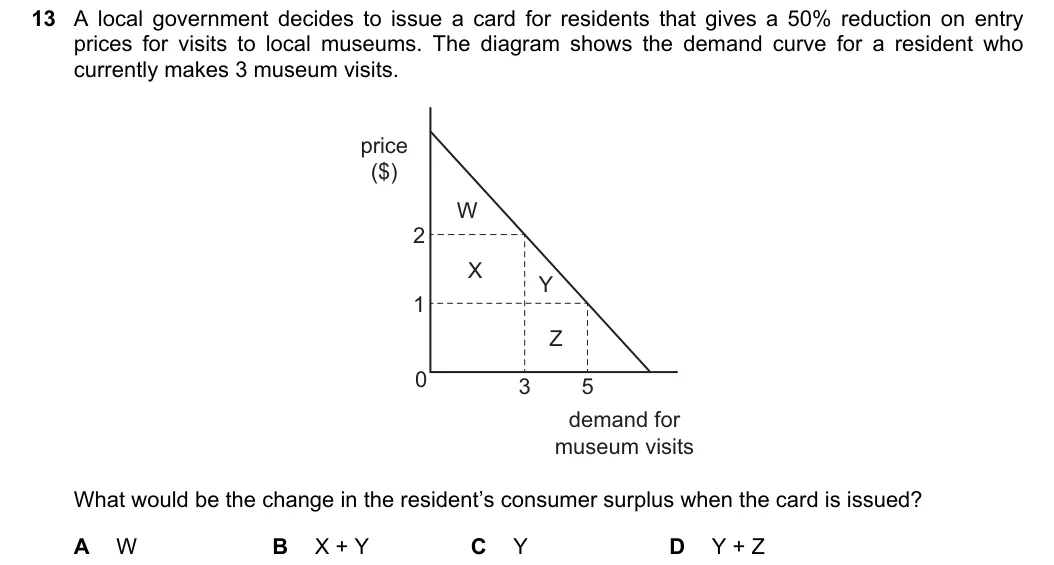 13 A local government decides to issue a card for residents that gives a 50% reduction on entry
prices for visits to local museums. The diagram shows the demand curve for a resident who
currently makes 3 museum visits.
price
($)
W
2
X
Y
1
Z
0
3 5
demand for
museum visits
What would be the change in the resident’s consumer surplus when the card is issued?
A W B X + Y C Y D Y + Z